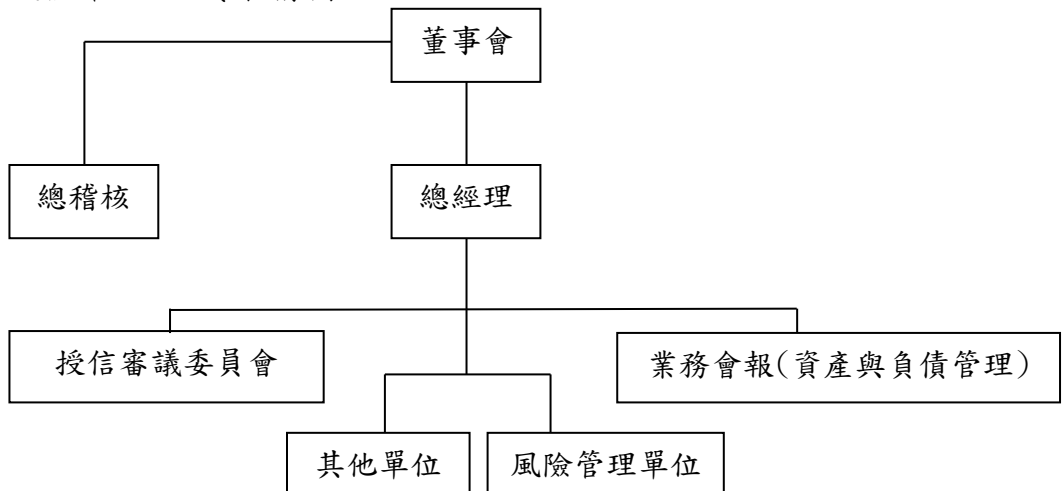 董事會
總稽核
總經理
授信審議委員會
業務會報(資產與負債管理)
其他單位
風險管理單位